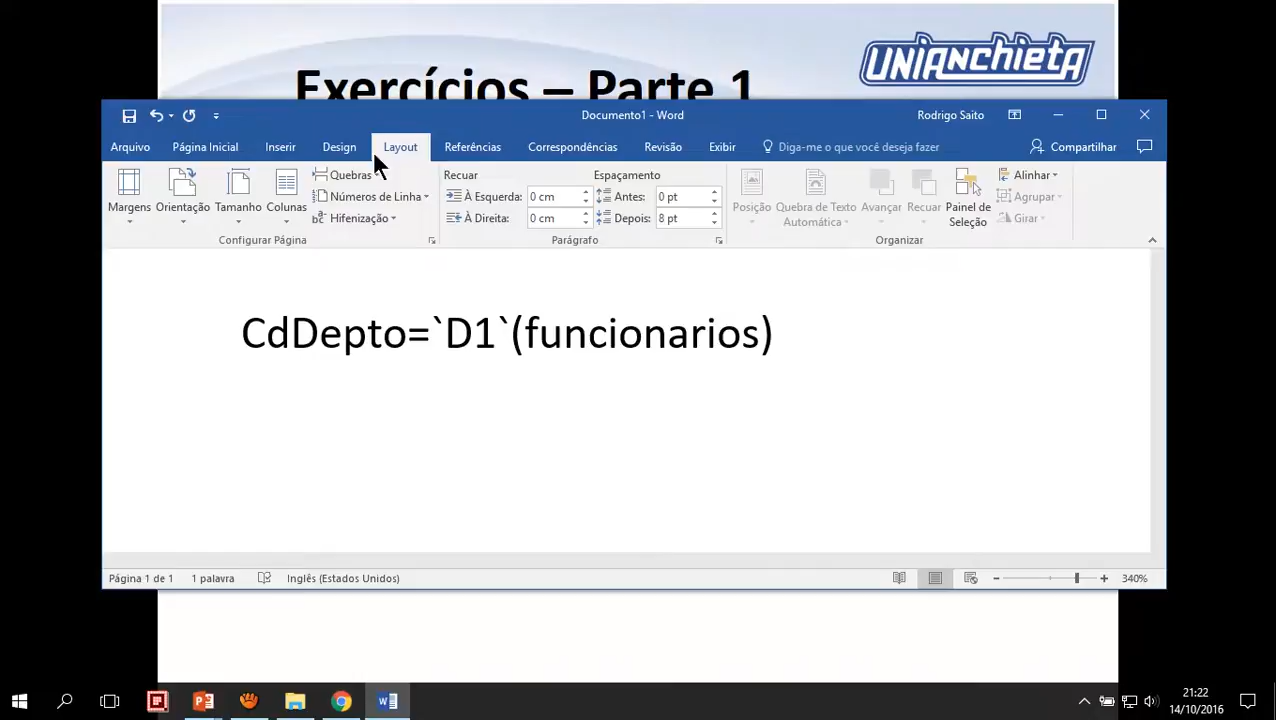 UNIANCHIETA
Exercícios – Parte 1
Documento1 - Word
Rodrigo Saito
Arquivo Página Inicial Inserir Design Layout Referências Correspondências Revisão Exibir Diga-me o que você deseja fazer Compartilhar
Margens
Orientação
Tamanho
Colunas
Quebras
Números de Linha
Hifenização
Configurar Página
Recuar
À Esquerda: 0 cm
À Direita: 0 cm
Espaçamento
Antes: 0 pt
Depois: 8 pt
Parágrafo
Posição
Quebra de Texto
Automática
Avançar
Recuar
Painel de
Seleção
Alinhar
Agrupar
Girar
Organizar
CdDepto=`D1`(funcionarios)
Página 1 de 1 1 palavra Inglês (Estados Unidos) 340%
21:22
14/10/2016